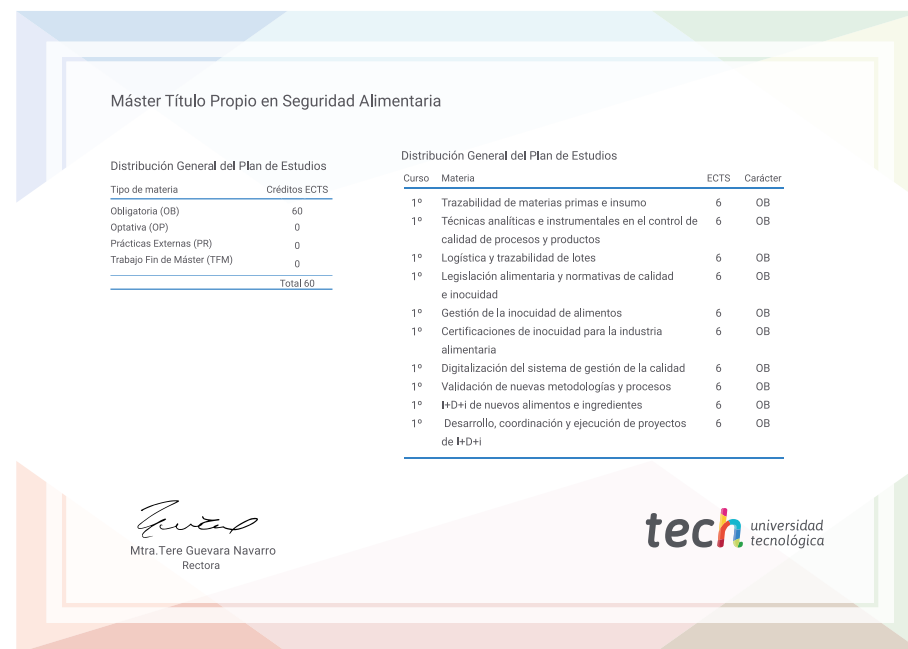 Máster Título Propio en Seguridad Alimentaria
Distribución General del Plan de Estudios
Tipo de materia Créditos ECTS
Obligatoria (OB) 60
Optativa (OP) 0
Prácticas Externas (PR) 0
Trabajo Fin de Máster (TFM) 0
Total 60
Distribución General del Plan de Estudios
Curso Materia ECTS Carácter
1º Trazabilidad de materias primas e insumo 6 OB
1º Técnicas analíticas e instrumentales en el control de 6 OB
calidad de procesos y productos
1º Logística y trazabilidad de lotes 6 OB
1º Legislación alimentaria y normativas de calidad 6 OB
e inocuidad
1º Gestión de la inocuidad de alimentos 6 OB
1º Certificaciones de inocuidad para la industria 6 OB
alimentaria
1º Digitalización del sistema de gestión de la calidad 6 OB
1º Validación de nuevas metodologías y procesos 6 OB
1º I+D+i de nuevos alimentos e ingredientes 6 OB
1º Desarrollo, coordinación y ejecución de proyectos 6 OB
de I+D+i
Mtra.Tere Guevara Navarro
Rectora
tech universidad
tecnológica